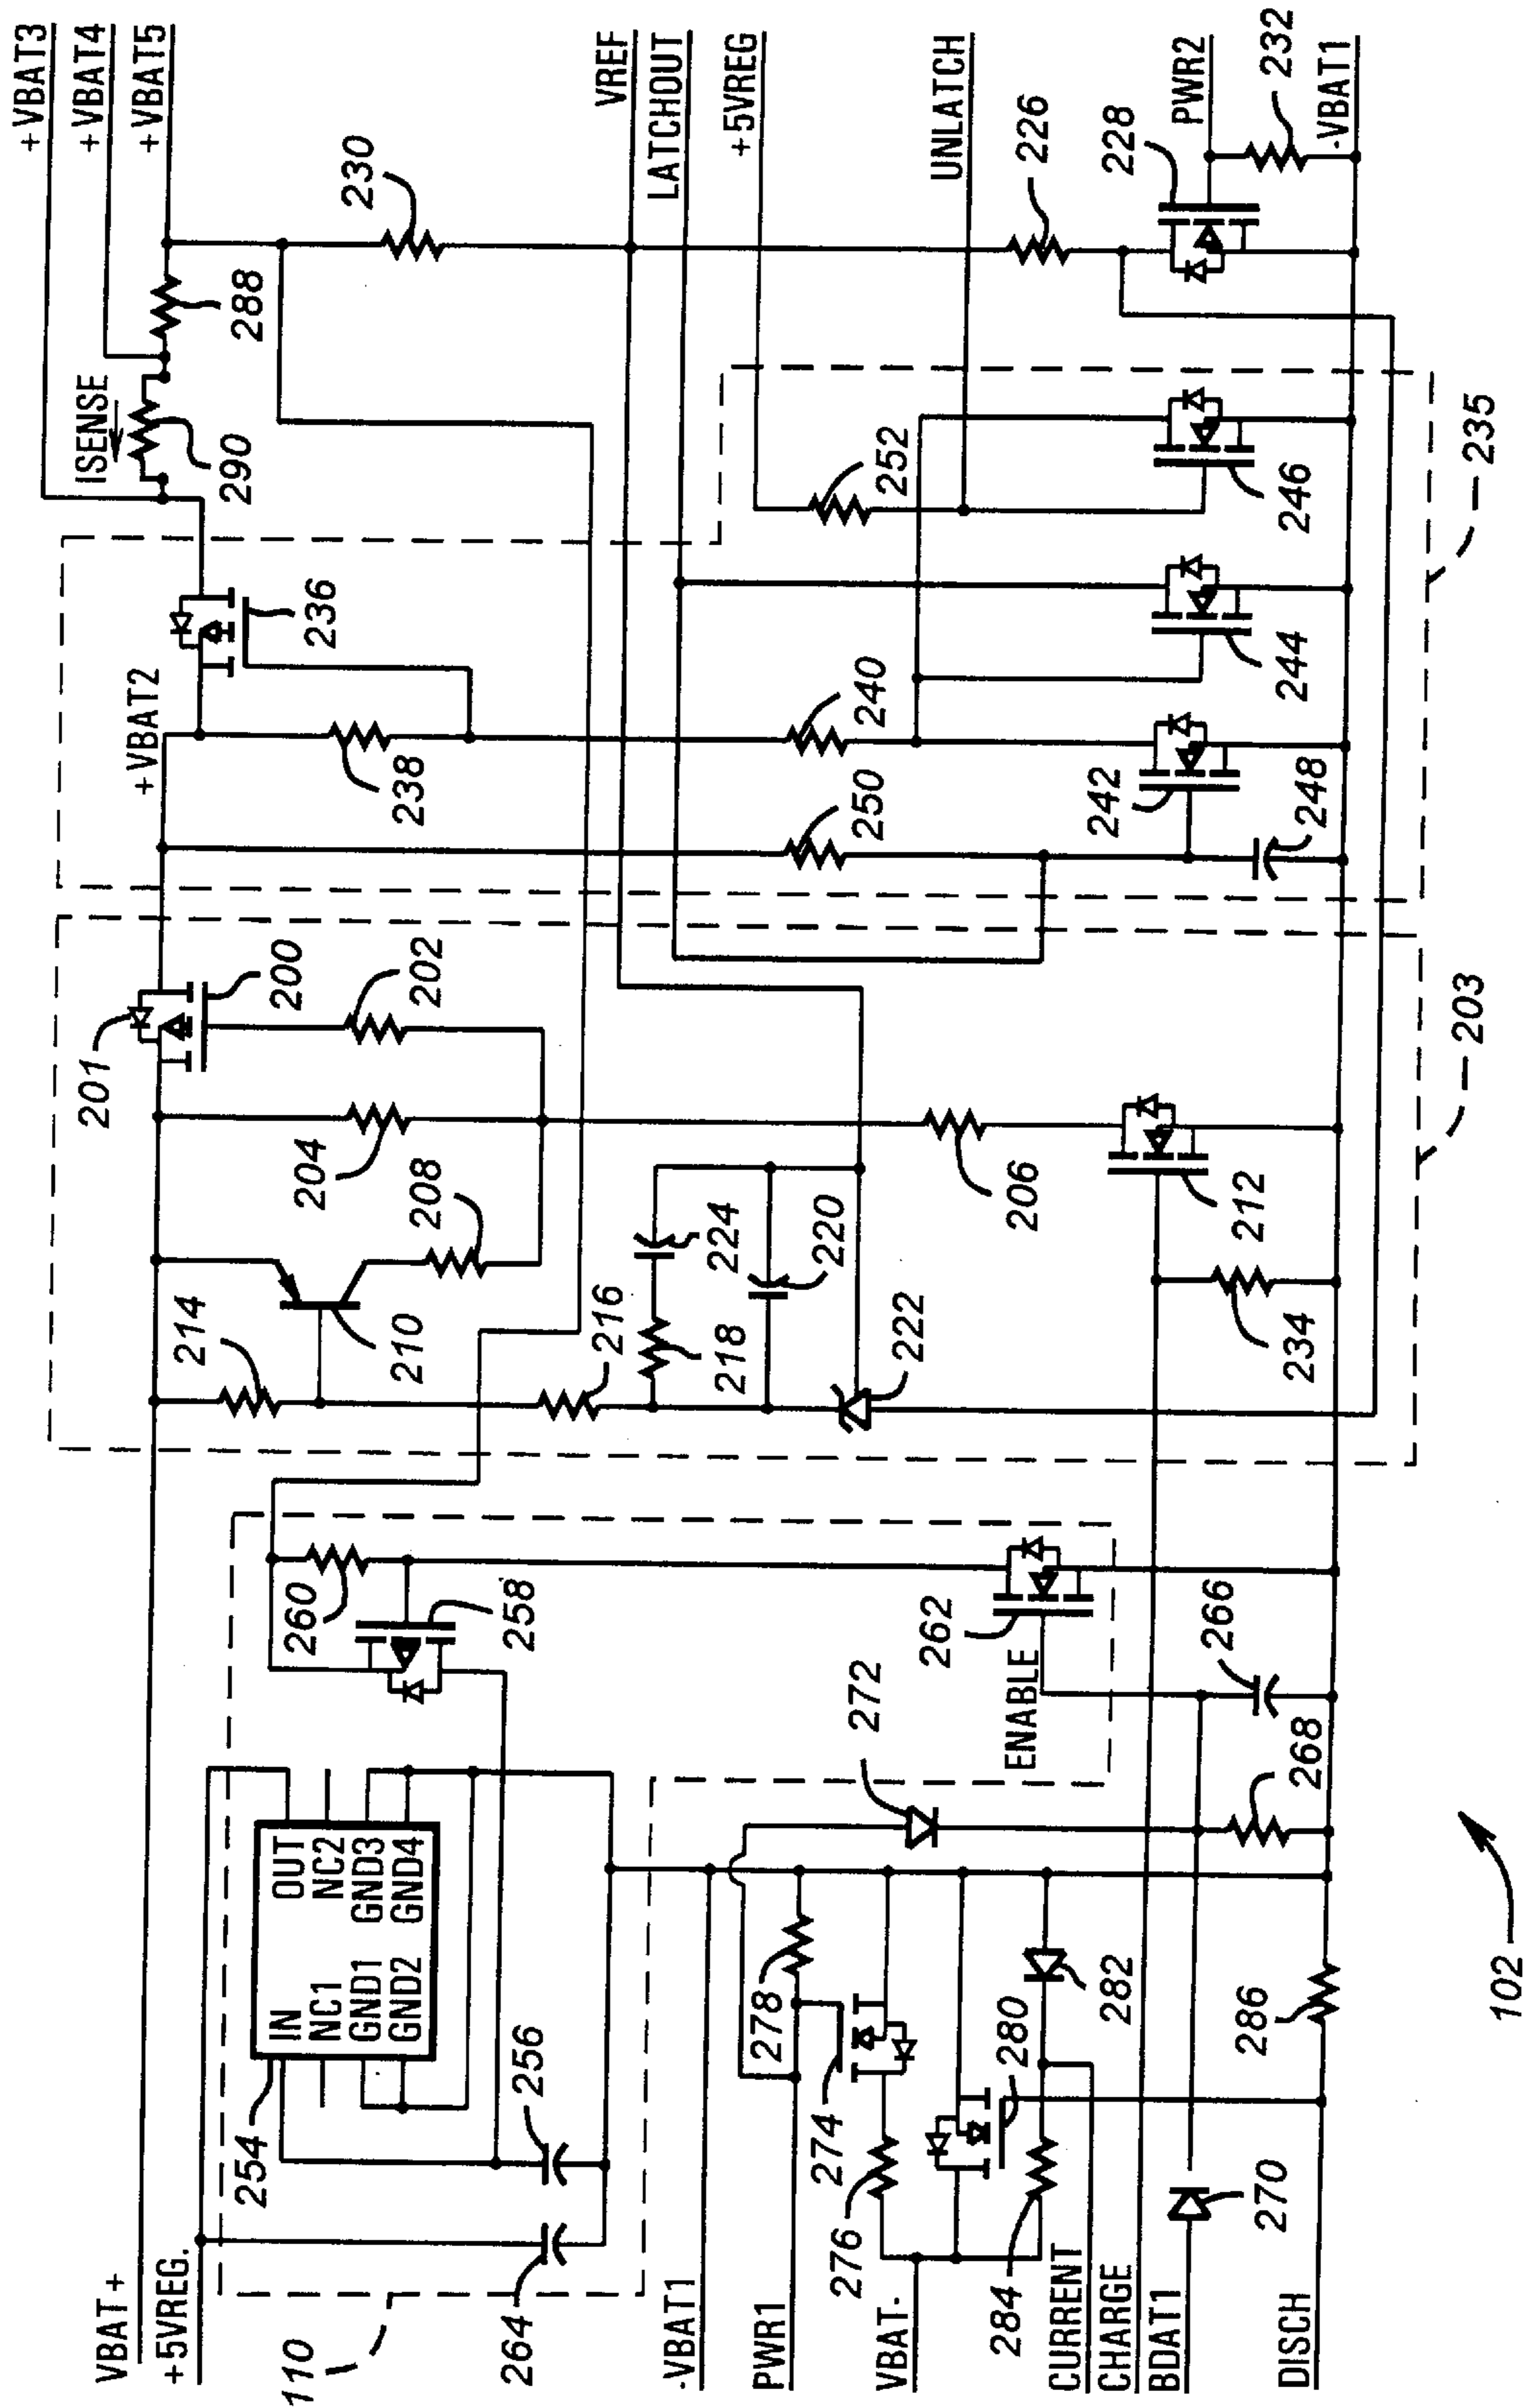 +VBAT3
+VBAT4
+VBAT5
ISENSE
288
290
230
VREF
LATCHOUT
+5VREG
UNLATCH
226
228
PWR2
232
-VBAT1
+VBAT2
236
238
240
250
252
242
248
244
246
235
201
200
202
204
208
210
214
216
218
224
220
222
206
212
234
203
260
258
262
ENABLE
266
272
268
254
IN
NC1
GND1
GND2
OUT
NC2
GND3
GND4
256
264
110
VBAT+
+5VREG.
-VBAT1
PWR1
VBAT-
CURRENT
CHARGE
BDAT1
DISCH
278
274
276
280
282
284
270
286
102